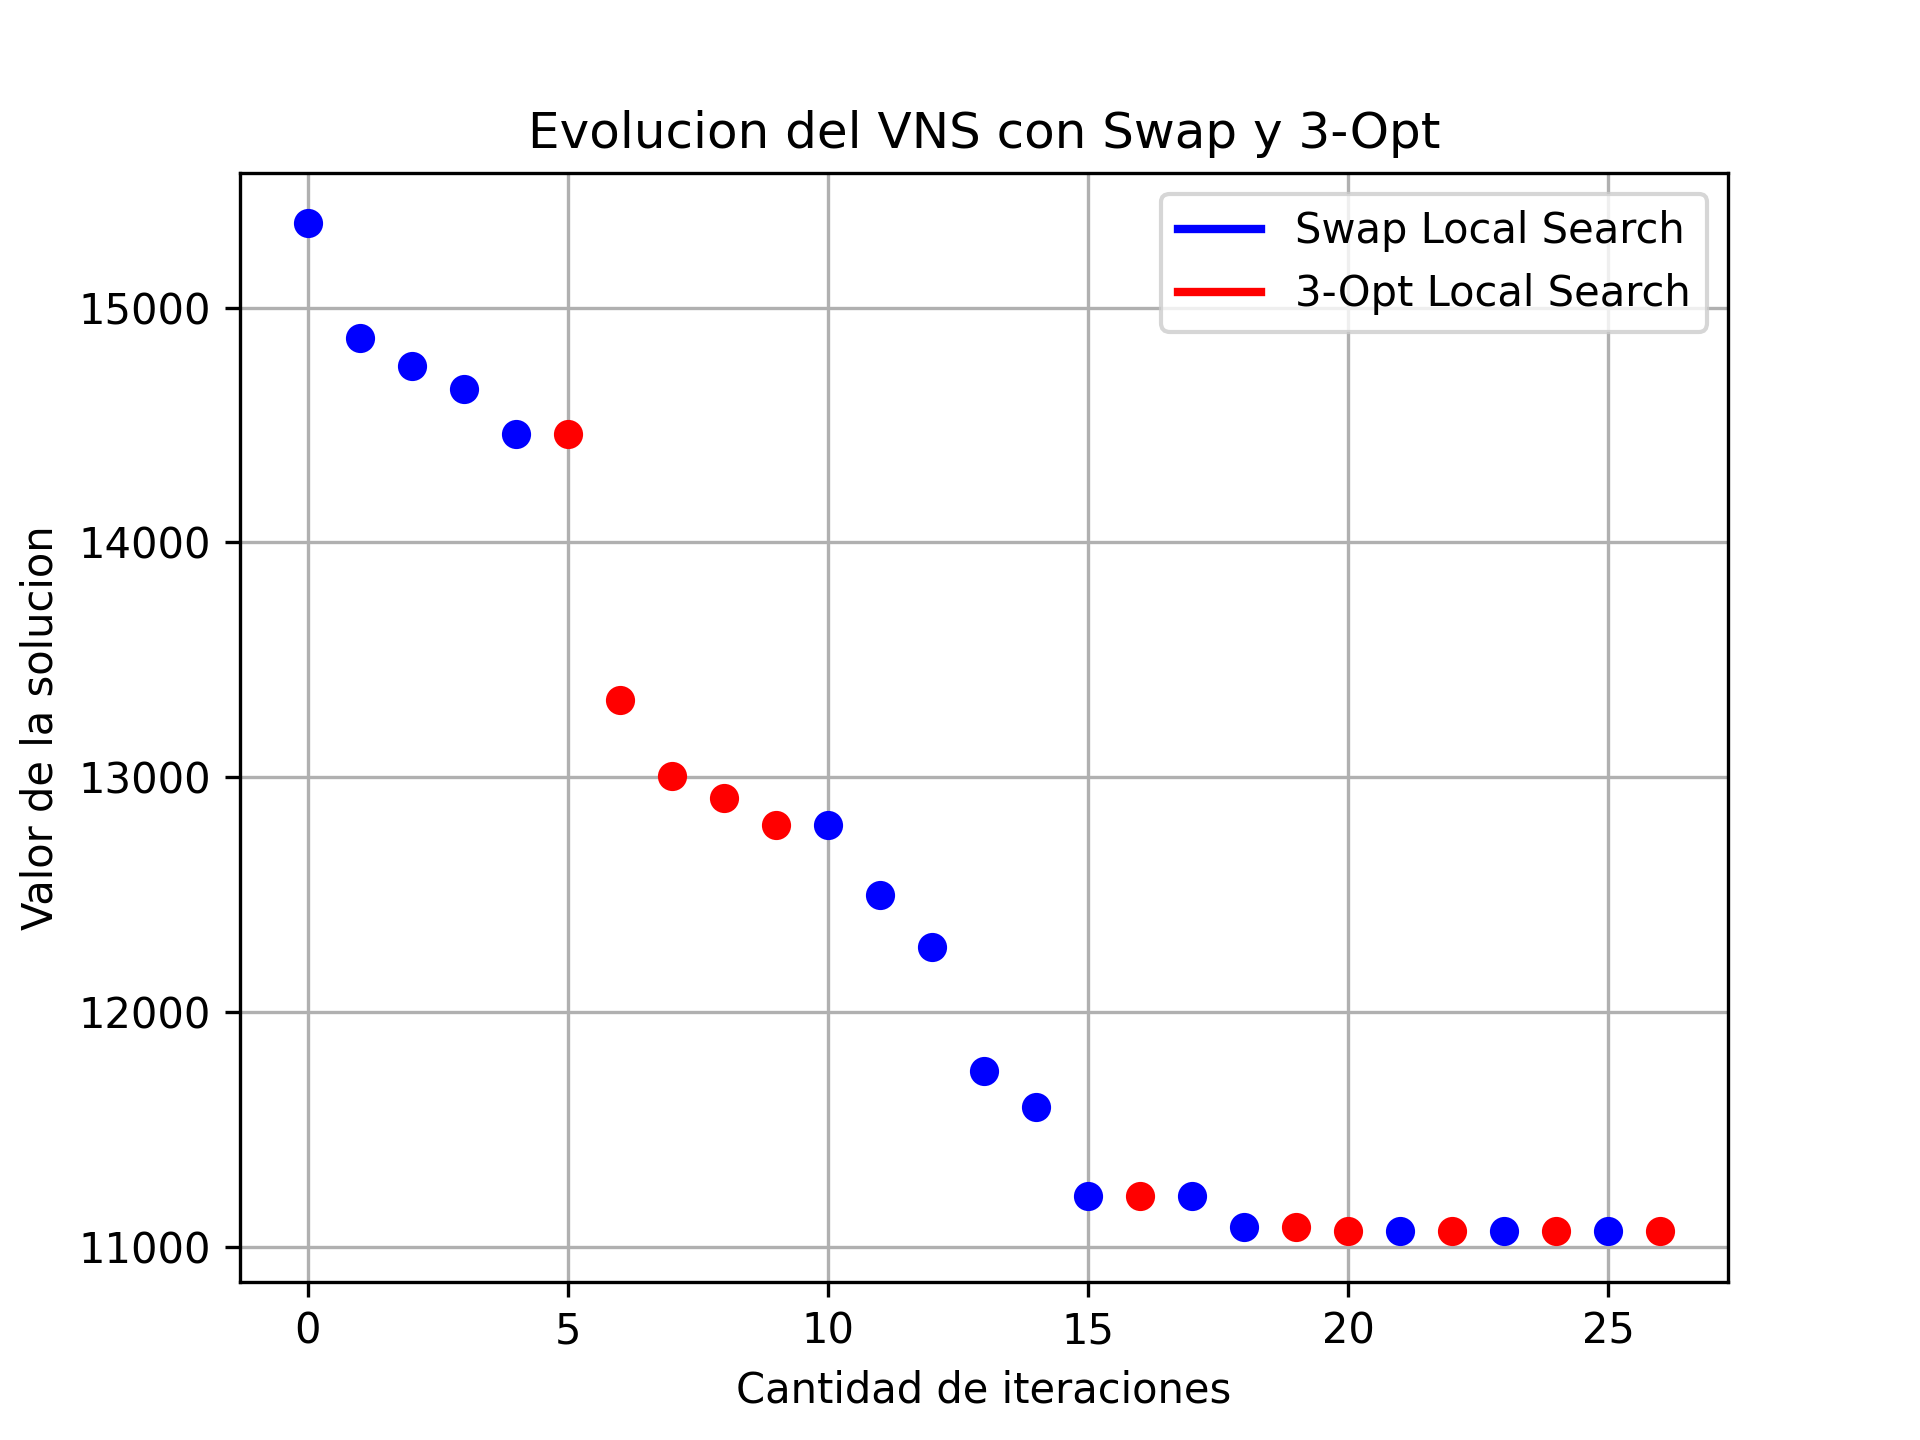 Evolucion del VNS con Swap y 3-Opt
Swap Local Search
3-Opt Local Search
Valor de la solucion
15000
14000
13000
12000
11000
0 5 10 15 20 25
Cantidad de iteraciones